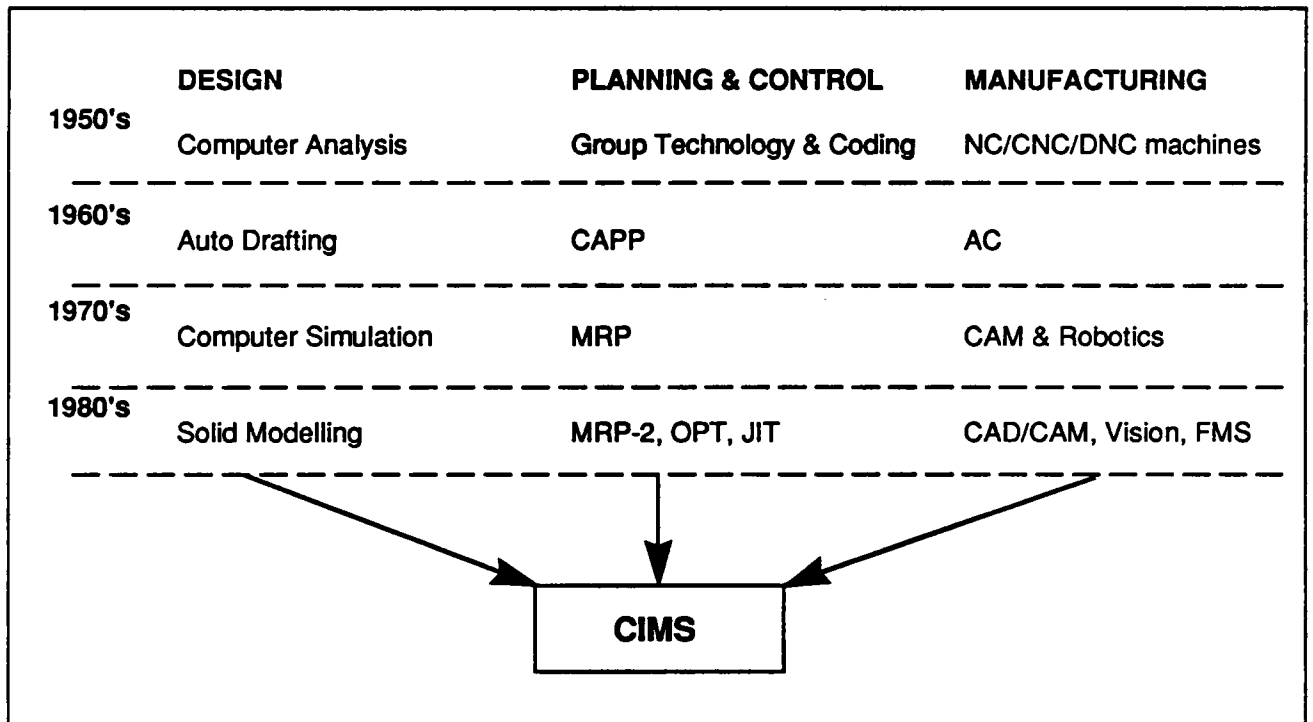 DESIGN PLANNING & CONTROL MANUFACTURING
1950's
Computer Analysis Group Technology & Coding NC/CNC/DNC machines
1960's
Auto Drafting CAPP AC
1970's
Computer Simulation MRP CAM & Robotics
1980's
Solid Modelling MRP-2, OPT, JIT CAD/CAM, Vision, FMS
CIMS